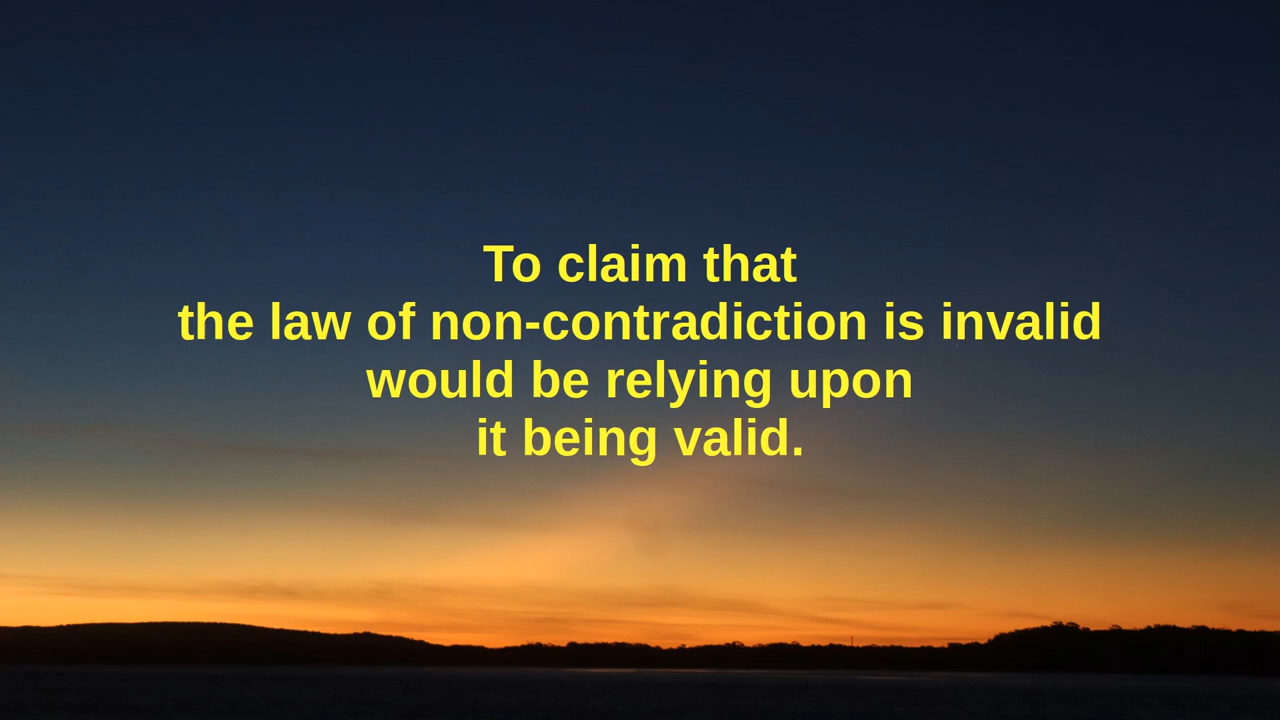 To claim that
the law of non-contradiction is invalid
would be relying upon
it being valid.